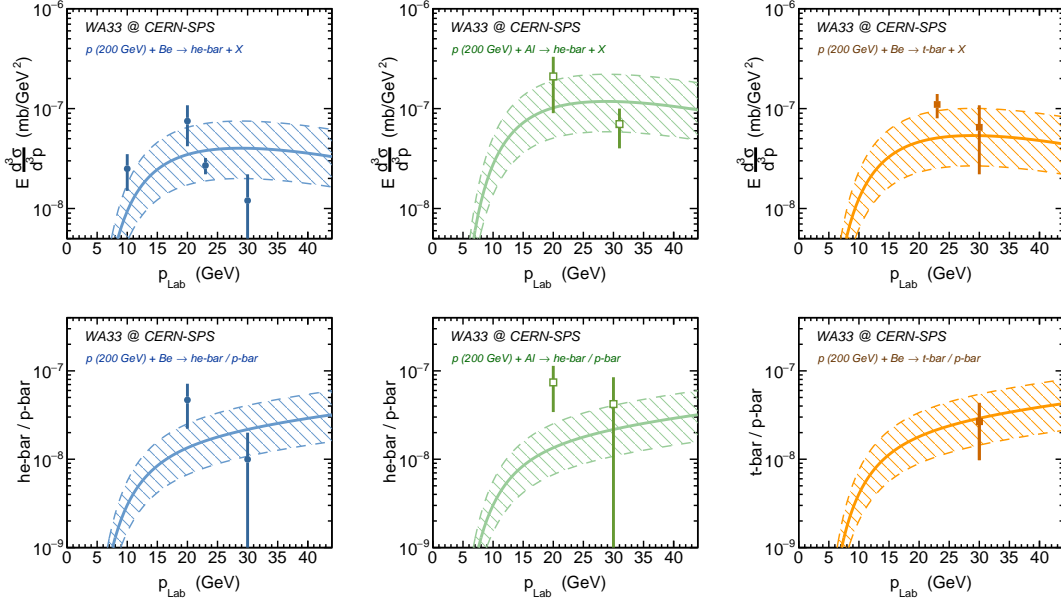 WA33 @ CERN-SPS
p (200 GeV) + Be → he-bar + X
E d³σ/d³p (mb/GeV²)
10⁻⁶
10⁻⁷
10⁻⁸
0 5 10 15 20 25 30 35 40
p_Lab (GeV)
WA33 @ CERN-SPS
p (200 GeV) + Al → he-bar + X
E d³σ/d³p (mb/GeV²)
10⁻⁶
10⁻⁷
10⁻⁸
0 5 10 15 20 25 30 35 40
p_Lab (GeV)
WA33 @ CERN-SPS
p (200 GeV) + Be → t-bar + X
E d³σ/d³p (mb/GeV²)
10⁻⁶
10⁻⁷
10⁻⁸
0 5 10 15 20 25 30 35 40
p_Lab (GeV)
WA33 @ CERN-SPS
p (200 GeV) + Be → he-bar / p-bar
he-bar / p-bar
10⁻⁷
10⁻⁸
10⁻⁹
0 5 10 15 20 25 30 35 40
p_Lab (GeV)
WA33 @ CERN-SPS
p (200 GeV) + Al → he-bar / p-bar
he-bar / p-bar
10⁻⁷
10⁻⁸
10⁻⁹
0 5 10 15 20 25 30 35 40
p_Lab (GeV)
WA33 @ CERN-SPS
p (200 GeV) + Be → t-bar / p-bar
t-bar / p-bar
10⁻⁷
10⁻⁸
10⁻⁹
0 5 10 15 20 25 30 35 40
p_Lab (GeV)